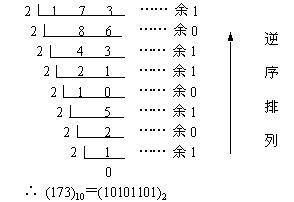 2 1 7 3 …… 余 1
2 8 6 …… 余 0
2 4 3 …… 余 1
2 2 1 …… 余 1
2 1 0 …… 余 0
2 5 …… 余 1
2 2 …… 余 0
2 1 …… 余 1
0
逆序排列
∴ (173)₁₀＝(10101101)₂